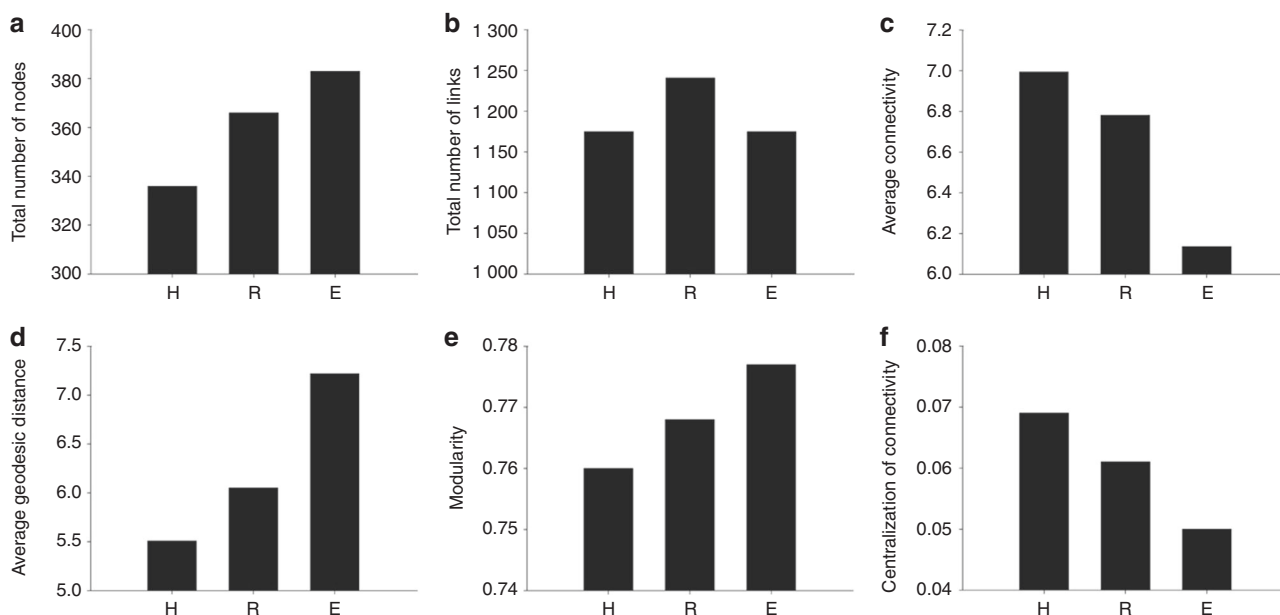 a
Total number of nodes
400
380
360
340
320
300
H R E
b
Total number of links
1 300
1 250
1 200
1 150
1 100
1 050
1 000
H R E
c
Average connectivity
7.2
7.0
6.8
6.6
6.4
6.2
6.0
H R E
d
Average geodesic distance
7.5
7.0
6.5
6.0
5.5
5.0
H R E
e
Modularity
0.78
0.77
0.76
0.75
0.74
H R E
f
Centralization of connectivity
0.08
0.07
0.06
0.05
0.04
H R E